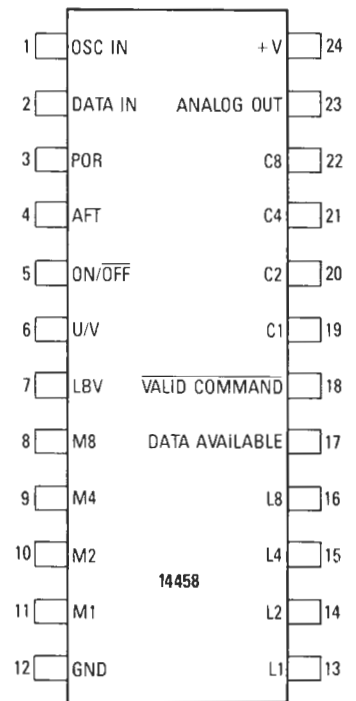 1 OSC IN +V 24
2 DATA IN ANALOG OUT 23
3 POR C8 22
4 AFT C4 21
5 ON/OFF C2 20
6 U/V C1 19
7 LBV VALID COMMAND 18
8 M8 DATA AVAILABLE 17
9 M4 L8 16
10 M2 L4 15
14458
11 M1 L2 14
12 GND L1 13